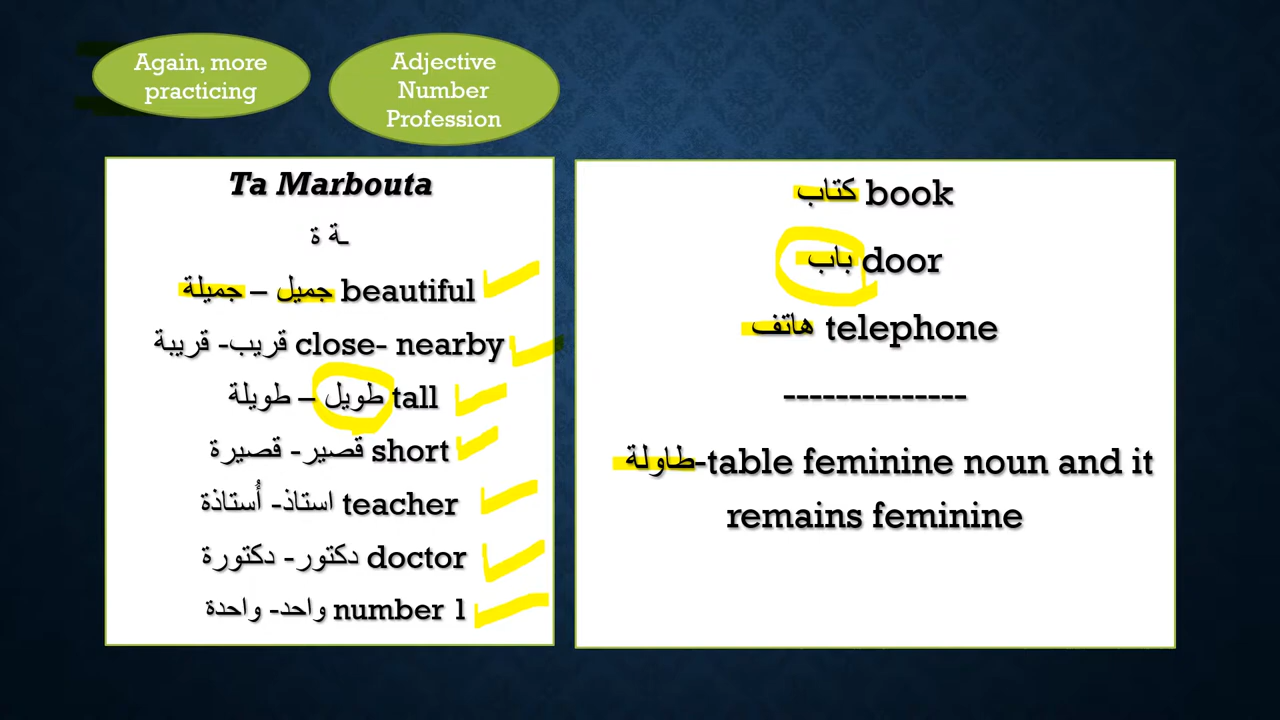 Again, more
practicing
Adjective
Number
Profession
Ta Marbouta
ـة ة
جميلة – جميل beautiful
قريب- قريبة close- nearby
طويلة – طويل tall
قصير- قصيرة short
استاذ- أُستاذة teacher
دكتور- دكتورة doctor
واحد- واحدة number 1
كتاب book
باب door
هاتف telephone
--------------
طاولة-table feminine noun and it
remains feminine